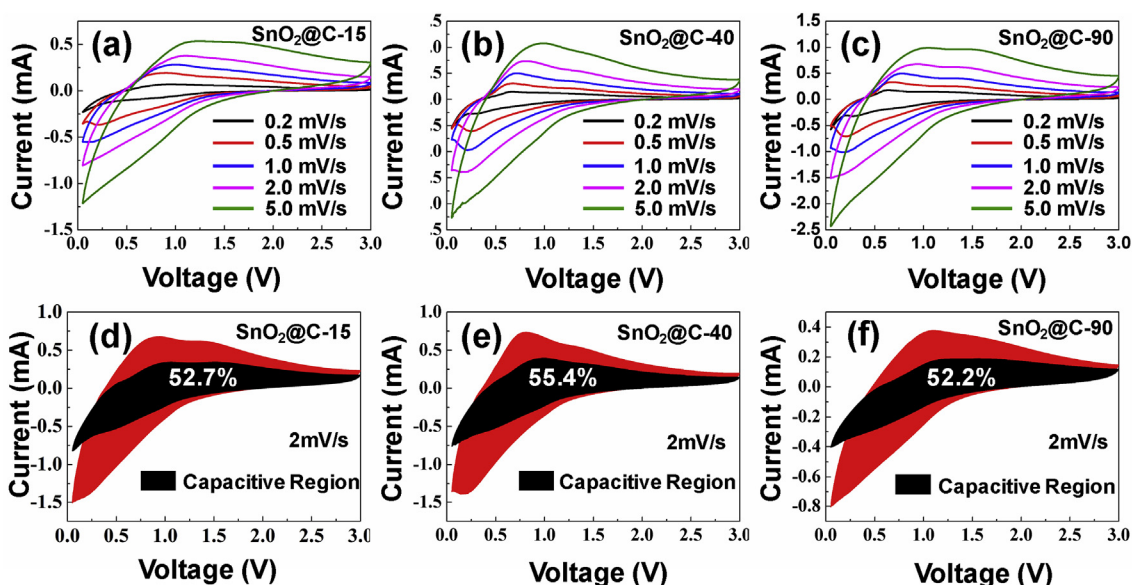 (a) SnO2@C-15
0.5
0.0
-0.5
-1.0
-1.5
0.2 mV/s
0.5 mV/s
1.0 mV/s
2.0 mV/s
5.0 mV/s
0.0 0.5 1.0 1.5 2.0 2.5 3.0
Voltage (V)
Current (mA)
(b) SnO2@C-40
.5
.0
.5
.0
.5
.0
.5
0.2 mV/s
0.5 mV/s
1.0 mV/s
2.0 mV/s
5.0 mV/s
0.0 0.5 1.0 1.5 2.0 2.5 3.0
Voltage (V)
Current (mA)
(c) SnO2@C-90
1.5
1.0
0.5
0.0
-0.5
-1.0
-1.5
-2.0
-2.5
0.2 mV/s
0.5 mV/s
1.0 mV/s
2.0 mV/s
5.0 mV/s
0.0 0.5 1.0 1.5 2.0 2.5 3.0
Voltage (V)
Current (mA)
(d) SnO2@C-15
1.0
0.5
0.0
-0.5
-1.0
-1.5
52.7%
2mV/s
Capacitive Region
0.0 0.5 1.0 1.5 2.0 2.5 3.0
Voltage (V)
Current (mA)
(e) SnO2@C-40
1.0
0.5
0.0
-0.5
-1.0
-1.5
55.4%
2mV/s
Capacitive Region
0.0 0.5 1.0 1.5 2.0 2.5 3.0
Voltage (V)
Current (mA)
(f) SnO2@C-90
0.4
0.2
0.0
-0.2
-0.4
-0.6
-0.8
52.2%
2mV/s
Capacitive Region
0.0 0.5 1.0 1.5 2.0 2.5 3.0
Voltage (V)
Current (mA)